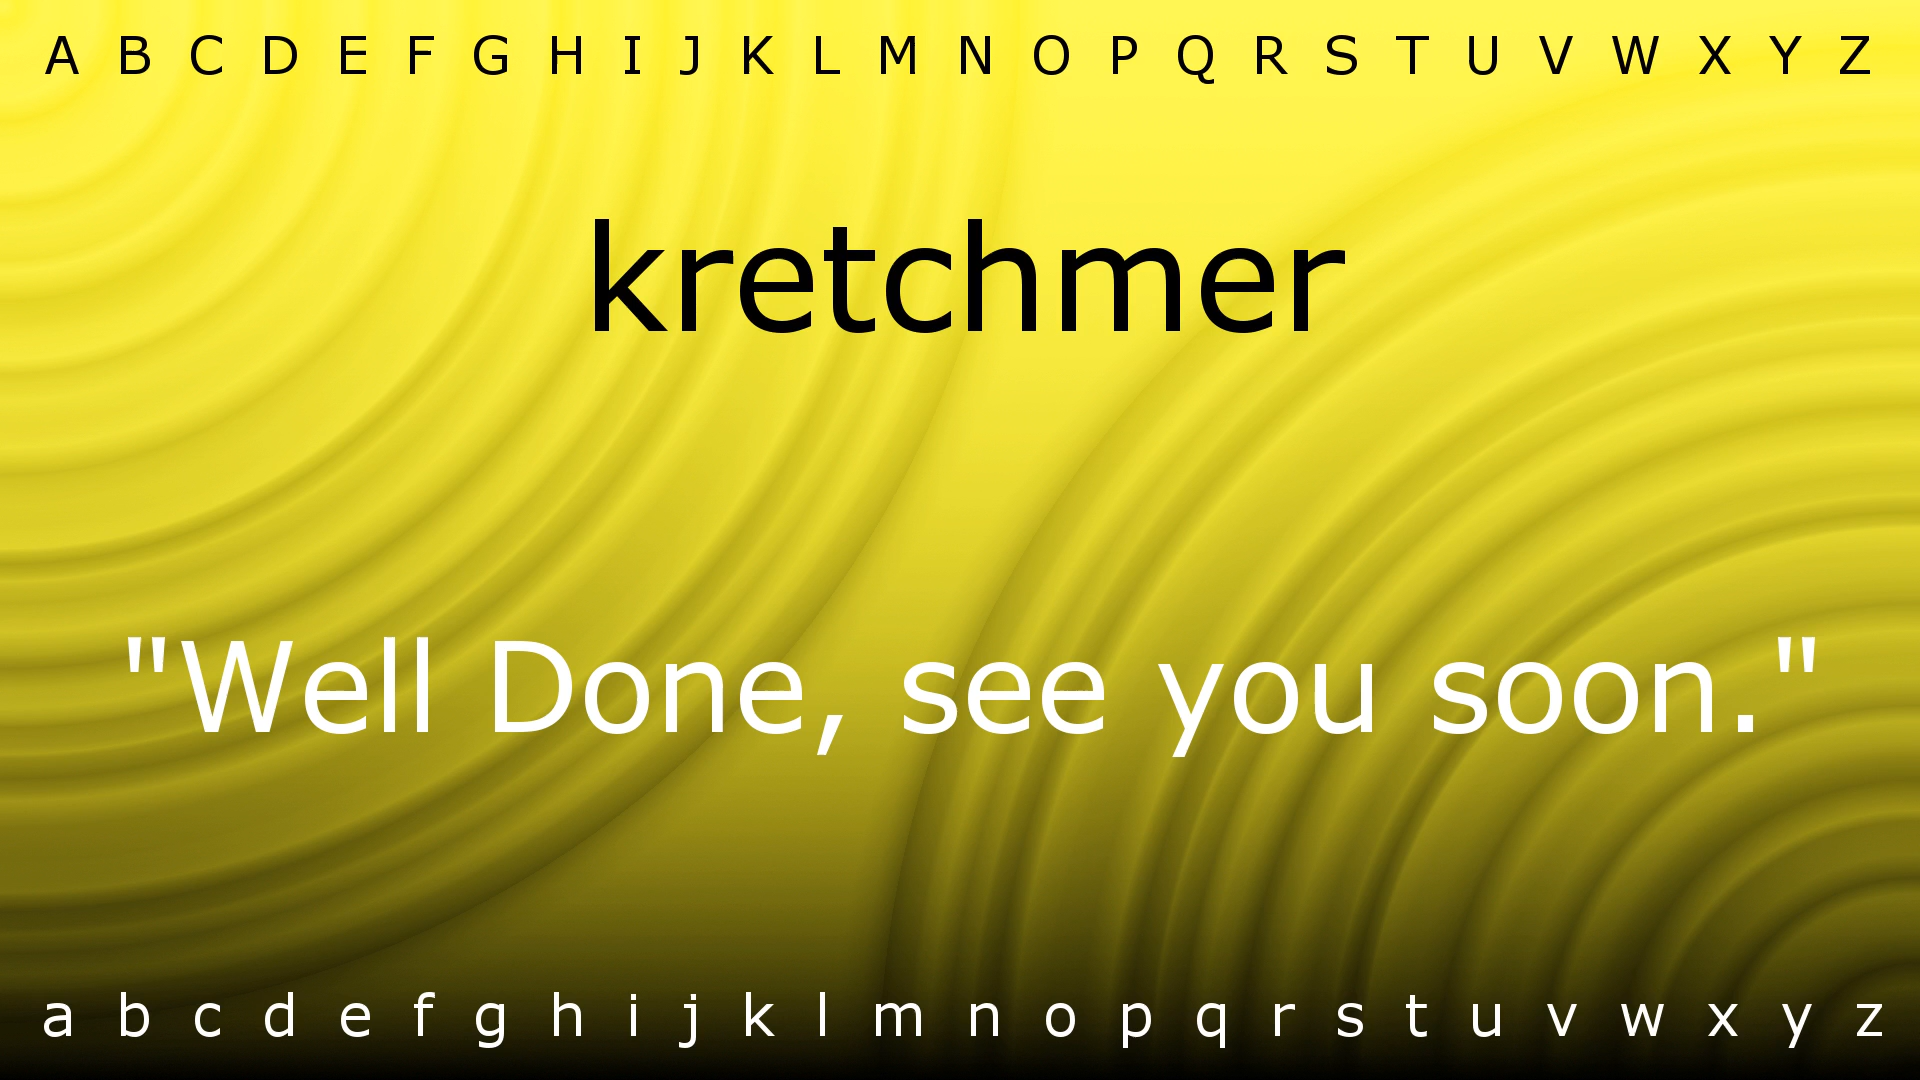 A B C D E F G H I J K L M N O P Q R S T U V W X Y Z
kretchmer
"Well Done, see you soon."
a b c d e f g h i j k l m n o p q r s t u v w x y z